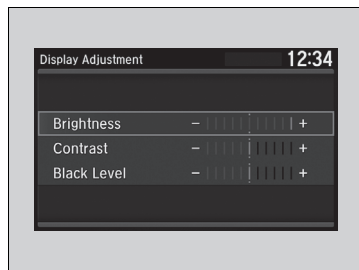 Display Adjustment 12:34
Brightness - +
Contrast - +
Black Level - +